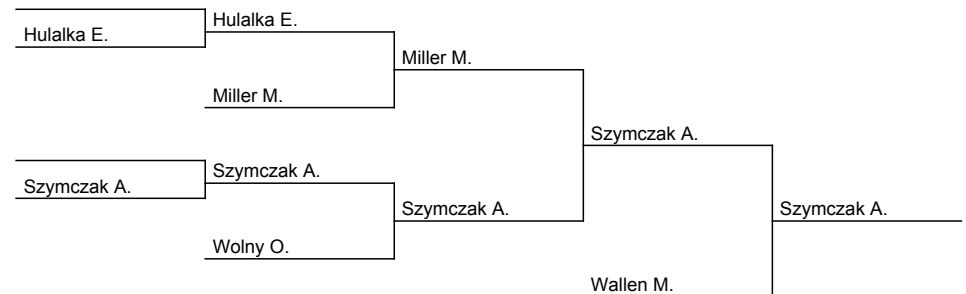 Hulalka E.
Hulalka E.
Miller M.
Miller M.
Szymczak A.
Szymczak A.
Szymczak A.
Szymczak A.
Szymczak A.
Wolny O.
Wallen M.